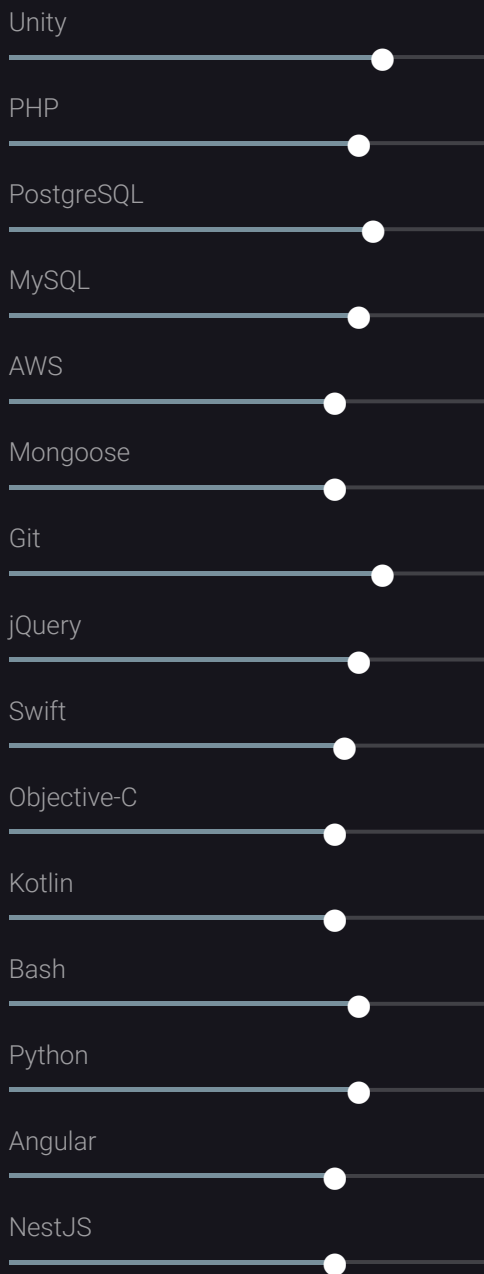 Unity
PHP
PostgreSQL
MySQL
AWS
Mongoose
Git
jQuery
Swift
Objective-C
Kotlin
Bash
Python
Angular
NestJS